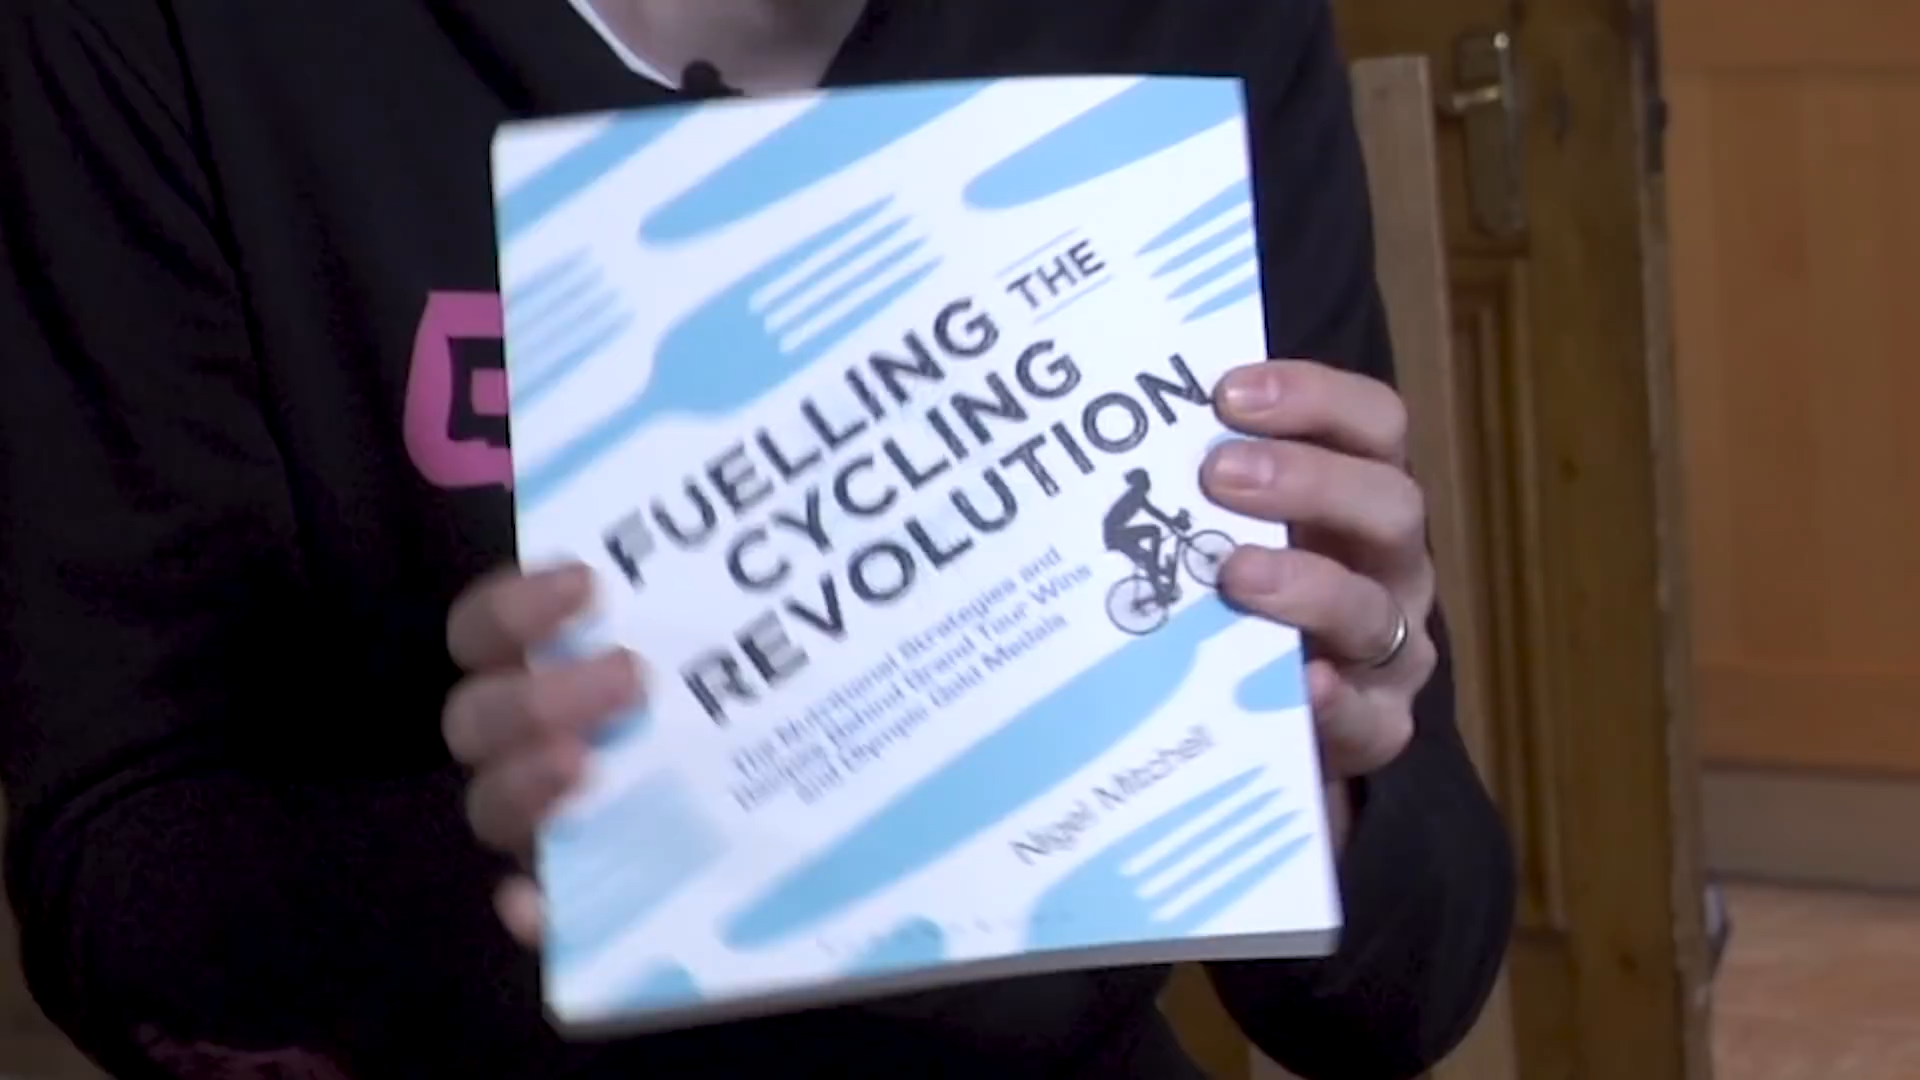 FUELLING THE
CYCLING
REVOLUTION
The Nutritional Strategies and
Recipes Behind Grand Tour Wins
and Olympic Gold Medals
Nigel Mitchell